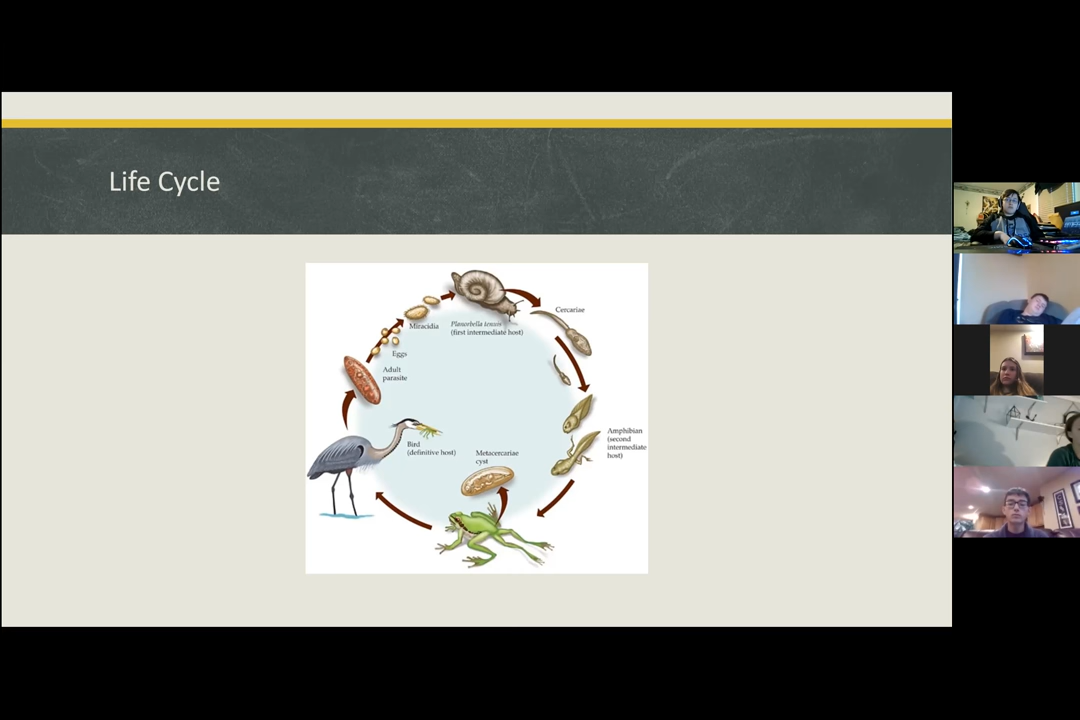 Life Cycle
Cercariae
Miracidia
Planorbella tenuis
(first intermediate host)
Eggs
Adult
parasite
Bird
(definitive host)
Metacercariae
cyst
Amphibian
(second
intermediate
host)